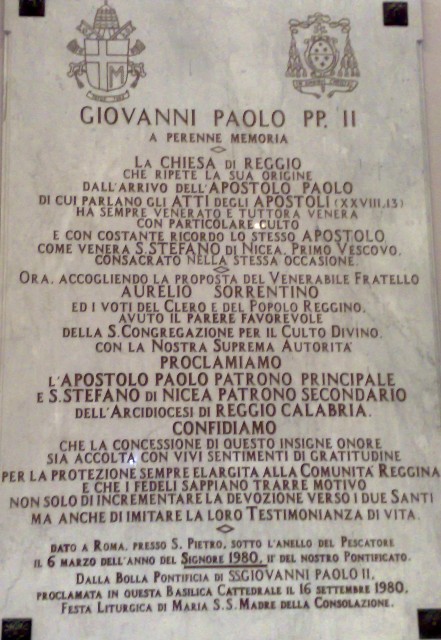 GIOVANNI PAOLO PP. II
A PERENNE MEMORIA
LA CHIESA DI REGGIO
CHE RIPETE LA SUA ORIGINE
DALL'ARRIVO DELL'APOSTOLO PAOLO
DI CUI PARLANO GLI ATTI DEGLI APOSTOLI (XXVIII,13)
HA SEMPRE VENERATO E TUTTORA VENERA
CON PARTICOLARE CULTO
E CON COSTANTE RICORDO LO STESSO APOSTOLO
COME VENERA S.STEFANO DI NICEA, PRIMO VESCOVO,
CONSACRATO NELLA STESSA OCCASIONE.
ORA, ACCOGLIENDO LA PROPOSTA DEL VENERABILE FRATELLO
AURELIO SORRENTINO
ED I VOTI DEL CLERO E DEL POPOLO REGGINO,
AVUTO IL PARERE FAVOREVOLE
DELLA S.CONGREGAZIONE PER IL CULTO DIVINO,
CON LA NOSTRA SUPREMA AUTORITA'
PROCLAMIAMO
L'APOSTOLO PAOLO PATRONO PRINCIPALE
E S.STEFANO DI NICEA PATRONO SECONDARIO
DELL'ARCIDIOCESI DI REGGIO CALABRIA.
CONFIDIAMO
CHE LA CONCESSIONE DI QUESTO INSIGNE ONORE
SIA ACCOLTA CON VIVI SENTIMENTI DI GRATITUDINE
PER LA PROTEZIONE SEMPRE ELARGITA ALLA COMUNITA' REGGINA
E CHE I FEDELI SAPPIANO TRARRE MOTIVO
NON SOLO DI INCREMENTARE LA DEVOZIONE VERSO I DUE SANTI
MA ANCHE DI IMITARE LA LORO TESTIMONIANZA DI VITA.
DATO A ROMA, PRESSO S. PIETRO, SOTTO L'ANELLO DEL PESCATORE
IL 6 MARZO DELL'ANNO DEL SIGNORE 1980, II° DEL NOSTRO PONTIFICATO.
DALLA BOLLA PONTIFICIA DI SS.GIOVANNI PAOLO II,
PROCLAMATA IN QUESTA BASILICA CATTEDRALE IL 16 SETTEMBRE 1980,
FESTA LITURGICA DI MARIA S.S. MADRE DELLA CONSOLAZIONE.